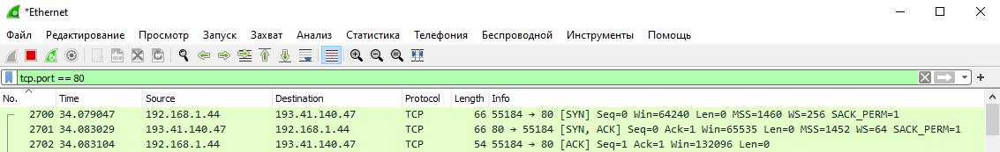 *Ethernet
Файл Редактирование Просмотр Запуск Захват Анализ Статистика Телефония Беспроводной Инструменты Помощь
tcp.port == 80
No. Time Source Destination Protocol Length Info
2700 34.079047 192.168.1.44 193.41.140.47 TCP 66 55184 → 80 [SYN] Seq=0 Win=64240 Len=0 MSS=1460 WS=256 SACK_PERM=1
2701 34.083029 193.41.140.47 192.168.1.44 TCP 66 80 → 55184 [SYN, ACK] Seq=0 Ack=1 Win=65535 Len=0 MSS=1452 WS=64 SACK_PERM=1
2702 34.083104 192.168.1.44 193.41.140.47 TCP 54 55184 → 80 [ACK] Seq=1 Ack=1 Win=132096 Len=0